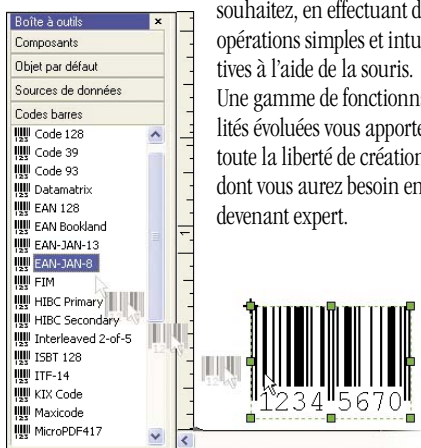 Boîte à outils
Composants
Objet par défaut
Sources de données
Codes barres
Code 128
Code 39
Code 93
Datamatrix
EAN 128
EAN Bookland
EAN-JAN-13
EAN-JAN-8
FIM
HIBC Primary
HIBC Secondary
Interleaved 2-of-5
ISBT 128
ITF-14
KIX Code
Maxicode
MicroPDF417
souhaitez, en effectuant d
opérations simples et intu
tives à l'aide de la souris.
Une gamme de fonctionn
lités évoluées vous apporte
toute la liberté de création
dont vous aurez besoin en
devenant expert.
1234 5670